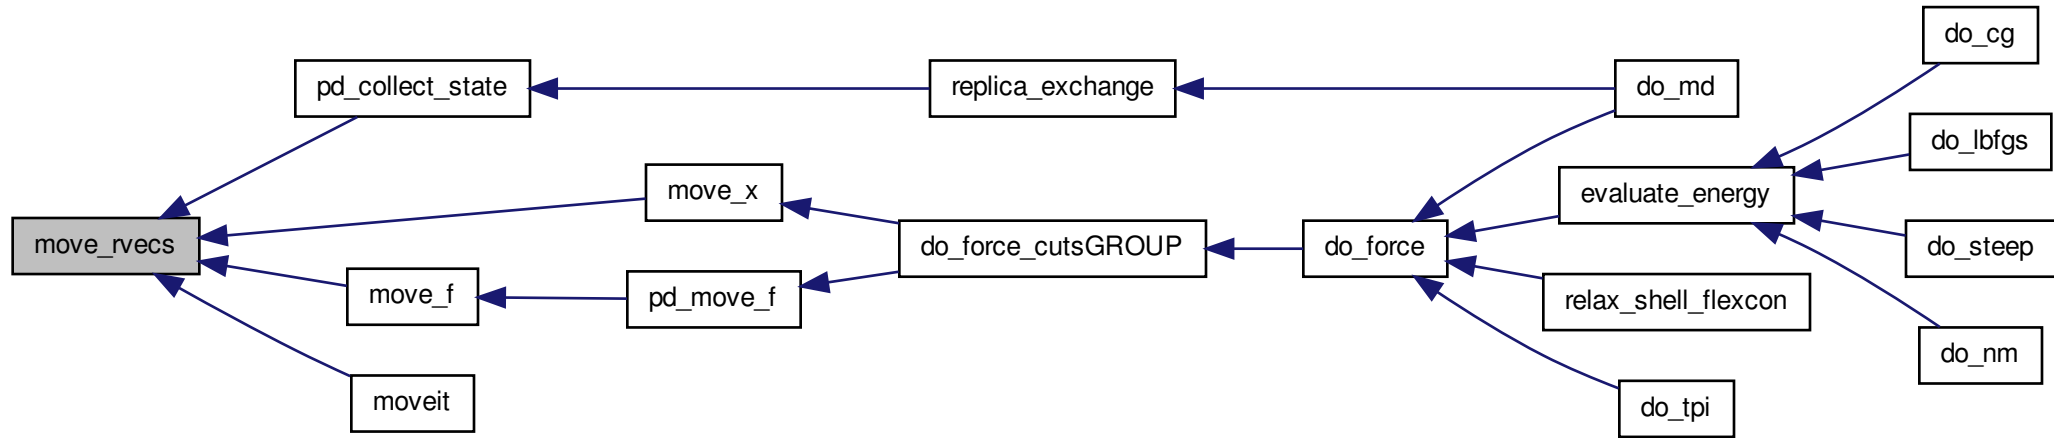 do_cg
pd_collect_state
replica_exchange
do_md
do_lbfgs
move_x
evaluate_energy
move_rvecs
do_force_cutsGROUP
do_force
do_steep
move_f
pd_move_f
relax_shell_flexcon
do_nm
moveit
do_tpi